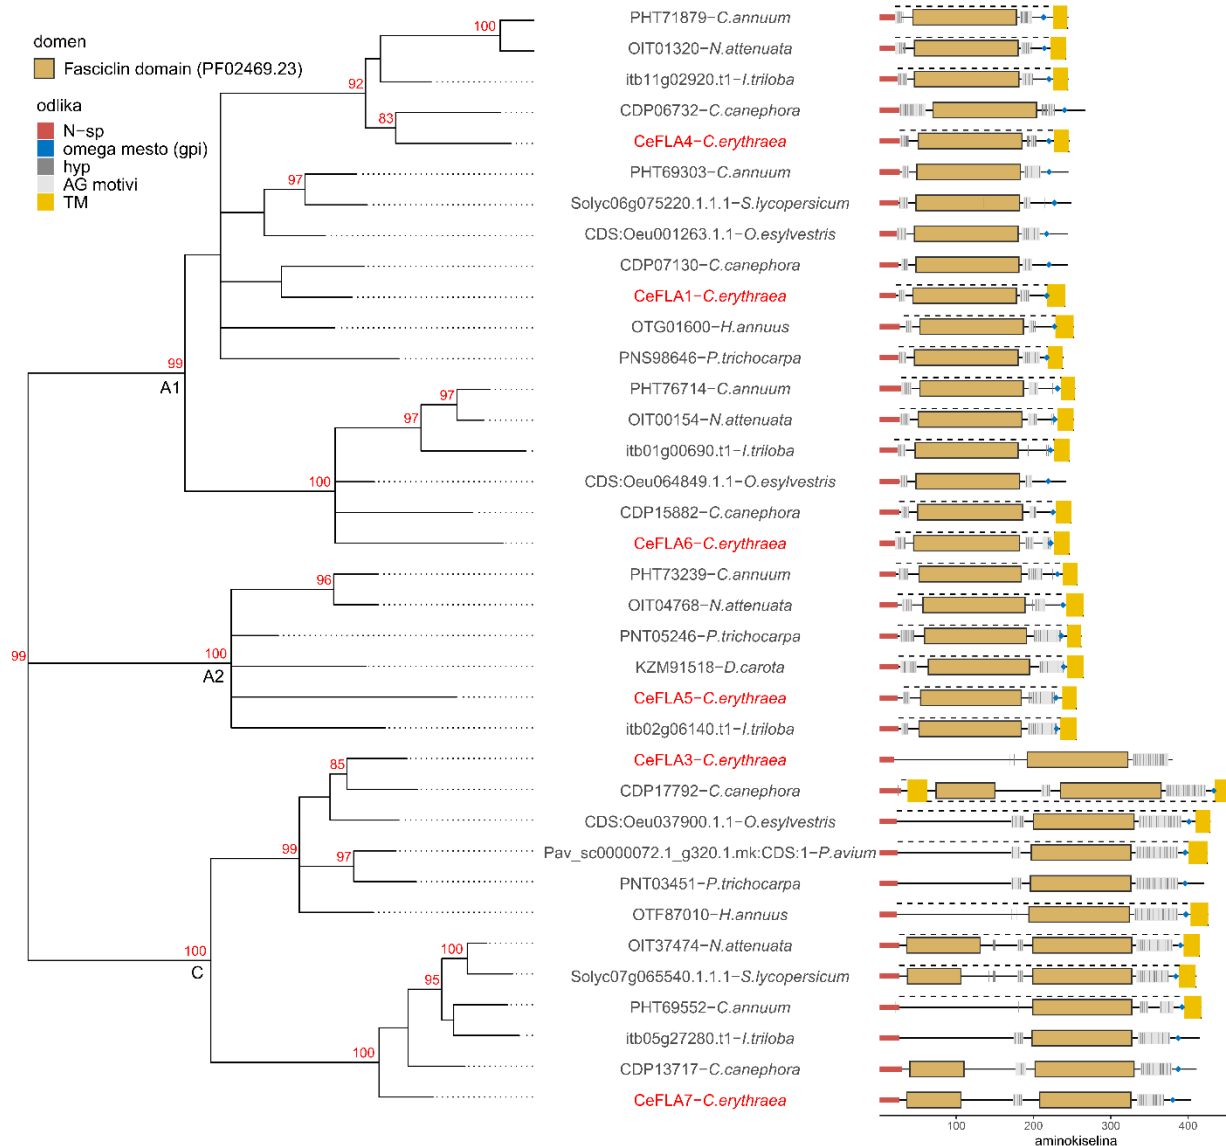 domen
Fasciclin domain (PF02469.23)
odlika
N-sp
omega mesto (gpi)
hyp
AG motivi
TM
100
92
83
97
99
A1
97
97
100
96
99
100
A2
85
99
97
100
C
100
95
100
PHT71879-C.annuum
OIT01320-N.attenuata
itb11g02920.t1-I.triloba
CDP06732-C.canephora
CeFLA4-C.erythraea
PHT69303-C.annuum
Solyc06g075220.1.1.1-S.lycopersicum
CDS:Oeu001263.1.1-O.esylvestris
CDP07130-C.canephora
CeFLA1-C.erythraea
OTG01600-H.annuus
PNS98646-P.trichocarpa
PHT76714-C.annuum
OIT00154-N.attenuata
itb01g00690.t1-I.triloba
CDS:Oeu064849.1.1-O.esylvestris
CDP15882-C.canephora
CeFLA6-C.erythraea
PHT73239-C.annuum
OIT04768-N.attenuata
PNT05246-P.trichocarpa
KZM91518-D.carota
CeFLA5-C.erythraea
itb02g06140.t1-I.triloba
CeFLA3-C.erythraea
CDP17792-C.canephora
CDS:Oeu037900.1.1-O.esylvestris
Pav_sc0000072.1_g320.1.mk:CDS:1-P.avium
PNT03451-P.trichocarpa
OTF87010-H.annuus
OIT37474-N.attenuata
Solyc07g065540.1.1.1-S.lycopersicum
PHT69552-C.annuum
itb05g27280.t1-I.triloba
CDP13717-C.canephora
CeFLA7-C.erythraea
100 200 300 400
aminokiselina